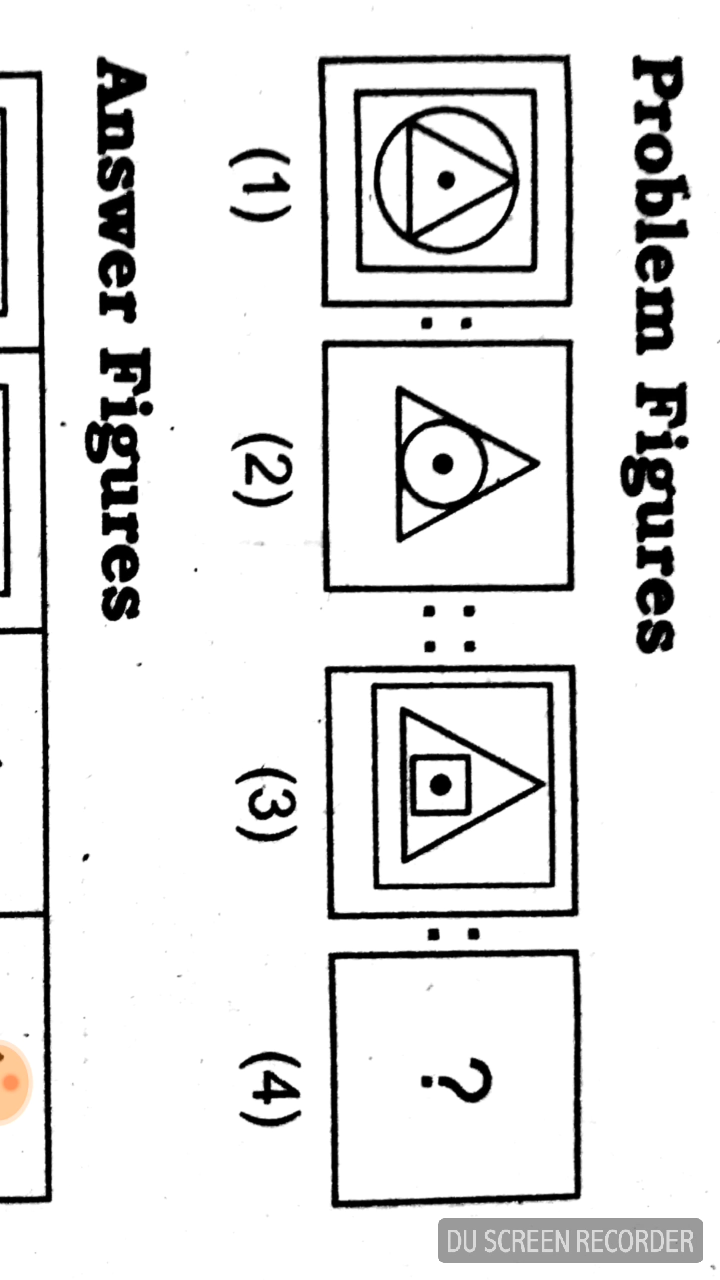 Problem Figures
: :: :
?
(1) (2) (3) (4)
Answer Figures
DU SCREEN RECORDER